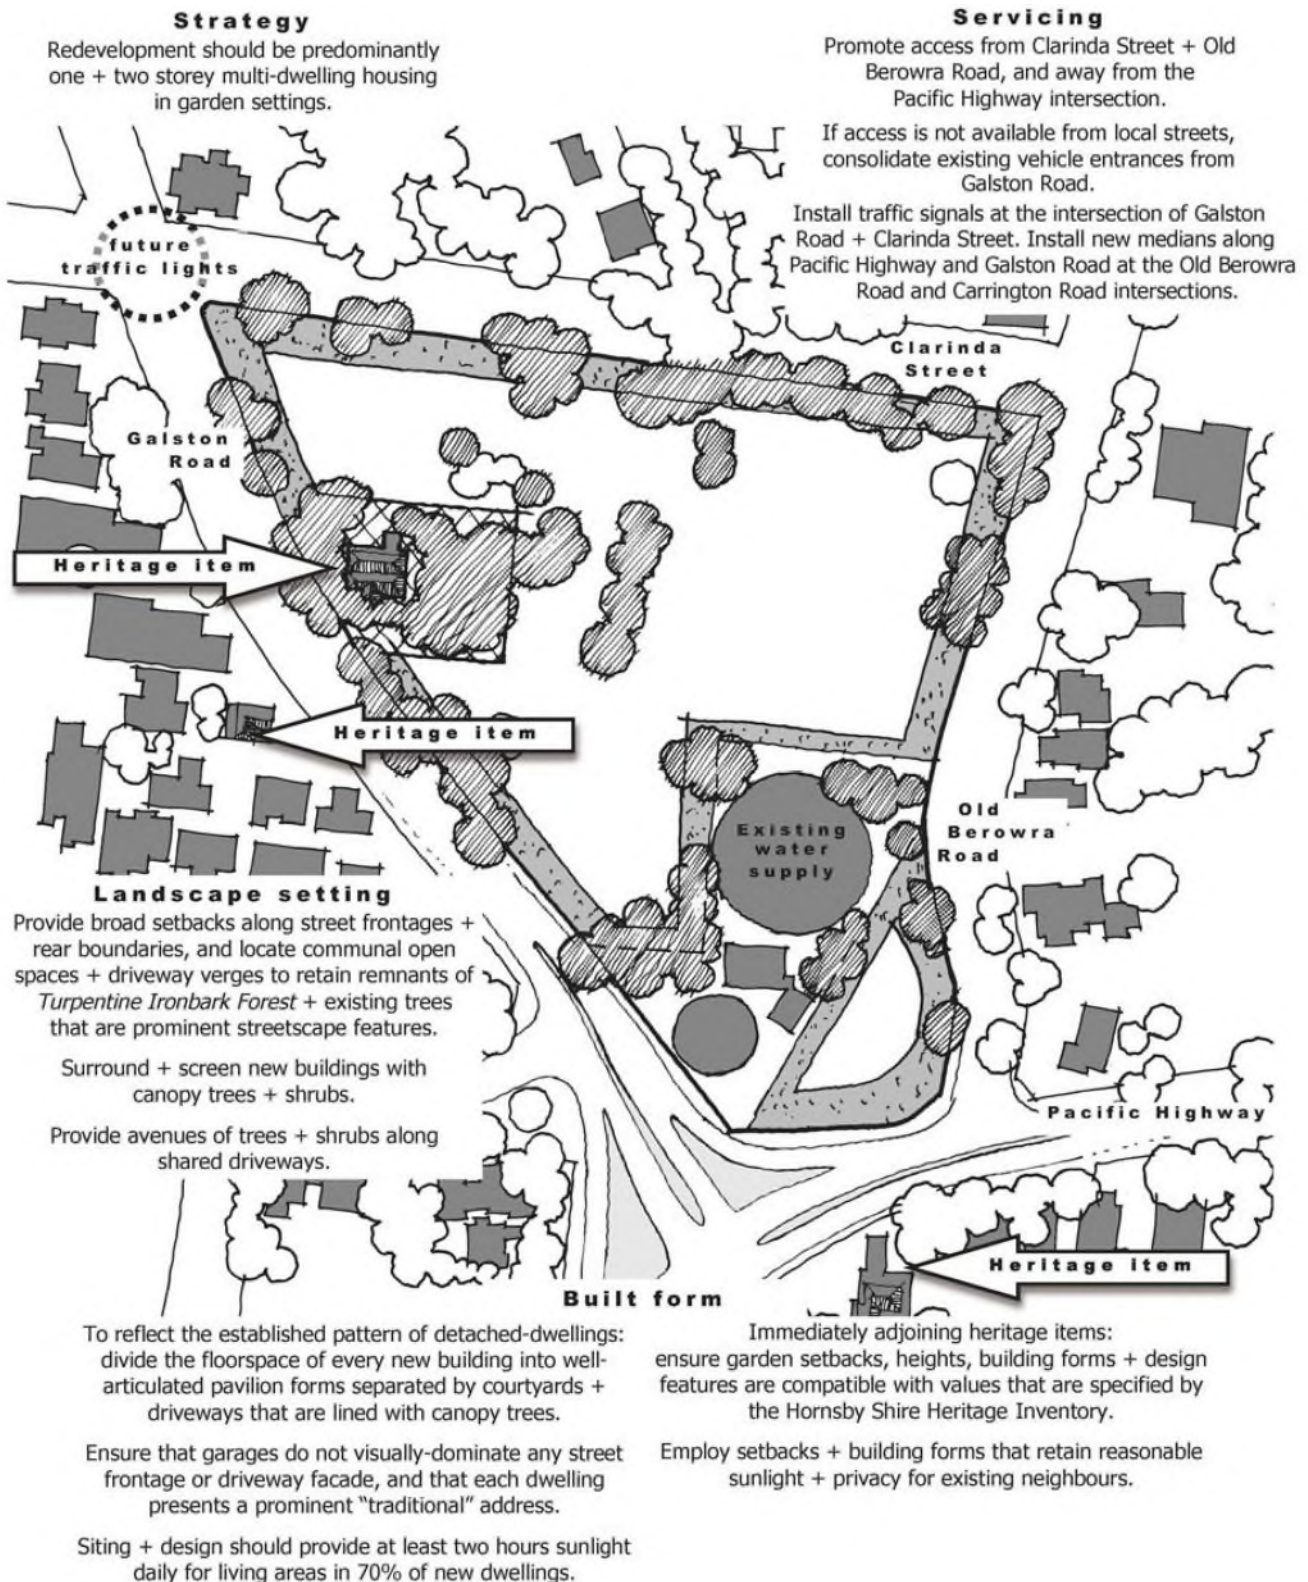 Strategy
Redevelopment should be predominantly
one + two storey multi-dwelling housing
in garden settings.
Servicing
Promote access from Clarinda Street + Old
Berowra Road, and away from the
Pacific Highway intersection.
If access is not available from local streets,
consolidate existing vehicle entrances from
Galston Road.
Install traffic signals at the intersection of Galston
Road + Clarinda Street. Install new medians along
Pacific Highway and Galston Road at the Old Berowra
Road and Carrington Road intersections.
future
traffic lights
Clarinda
Street
Galston
Road
Heritage item
Heritage item
Existing
water
supply
Old
Berowra
Road
Landscape setting
Provide broad setbacks along street frontages +
rear boundaries, and locate communal open
spaces + driveway verges to retain remnants of
Turpentine Ironbark Forest + existing trees
that are prominent streetscape features.
Surround + screen new buildings with
canopy trees + shrubs.
Provide avenues of trees + shrubs along
shared driveways.
Pacific Highway
Heritage item
Built form
To reflect the established pattern of detached-dwellings:
divide the floorspace of every new building into well-
articulated pavilion forms separated by courtyards +
driveways that are lined with canopy trees.
Ensure that garages do not visually-dominate any street
frontage or driveway facade, and that each dwelling
presents a prominent "traditional" address.
Siting + design should provide at least two hours sunlight
daily for living areas in 70% of new dwellings.
Immediately adjoining heritage items:
ensure garden setbacks, heights, building forms + design
features are compatible with values that are specified by
the Hornsby Shire Heritage Inventory.
Employ setbacks + building forms that retain reasonable
sunlight + privacy for existing neighbours.